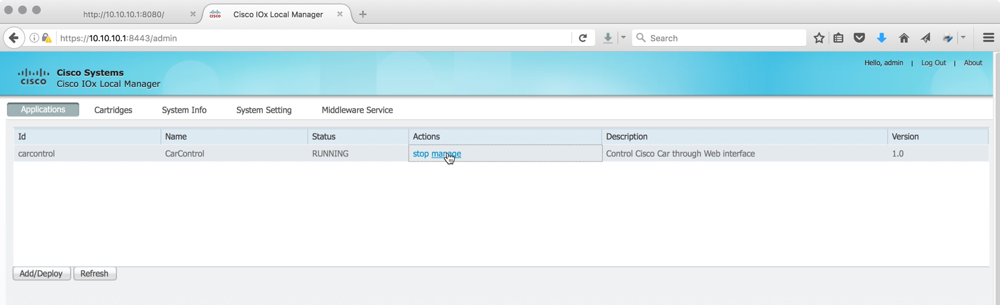 http://10.10.10.1:8080/
Cisco IOx Local Manager
https://10.10.10.1:8443/admin
Search
Hello, admin | Log Out | About
CISCO
Cisco Systems
Cisco IOx Local Manager
Applications Cartridges System Info System Setting Middleware Service
Id Name Status Actions Description Version
carcontrol CarControl RUNNING stop manage Control Cisco Car through Web interface 1.0
Add/Deploy Refresh